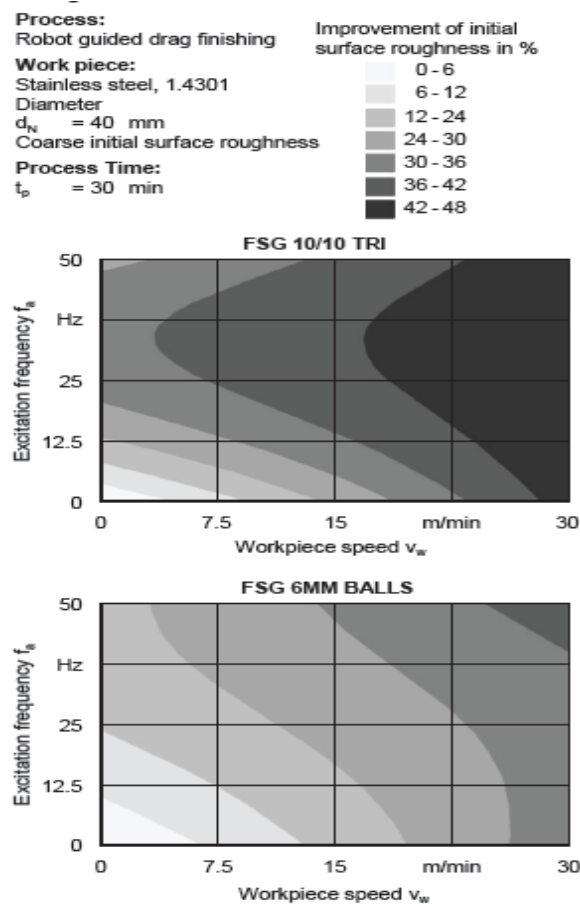 Process:
Robot guided drag finishing
Work piece:
Stainless steel, 1.4301
Diameter
d_N = 40 mm
Coarse initial surface roughness
Process Time:
t_p = 30 min
Improvement of initial
surface roughness in %
0 - 6
6 - 12
12 - 24
24 - 30
30 - 36
36 - 42
42 - 48
FSG 10/10 TRI
Excitation frequency f_a
50
Hz
25
12.5
0
0 7.5 15 m/min 30
Workpiece speed v_w
FSG 6MM BALLS
Excitation frequency f_a
50
Hz
25
12.5
0
0 7.5 15 m/min 30
Workpiece speed v_w